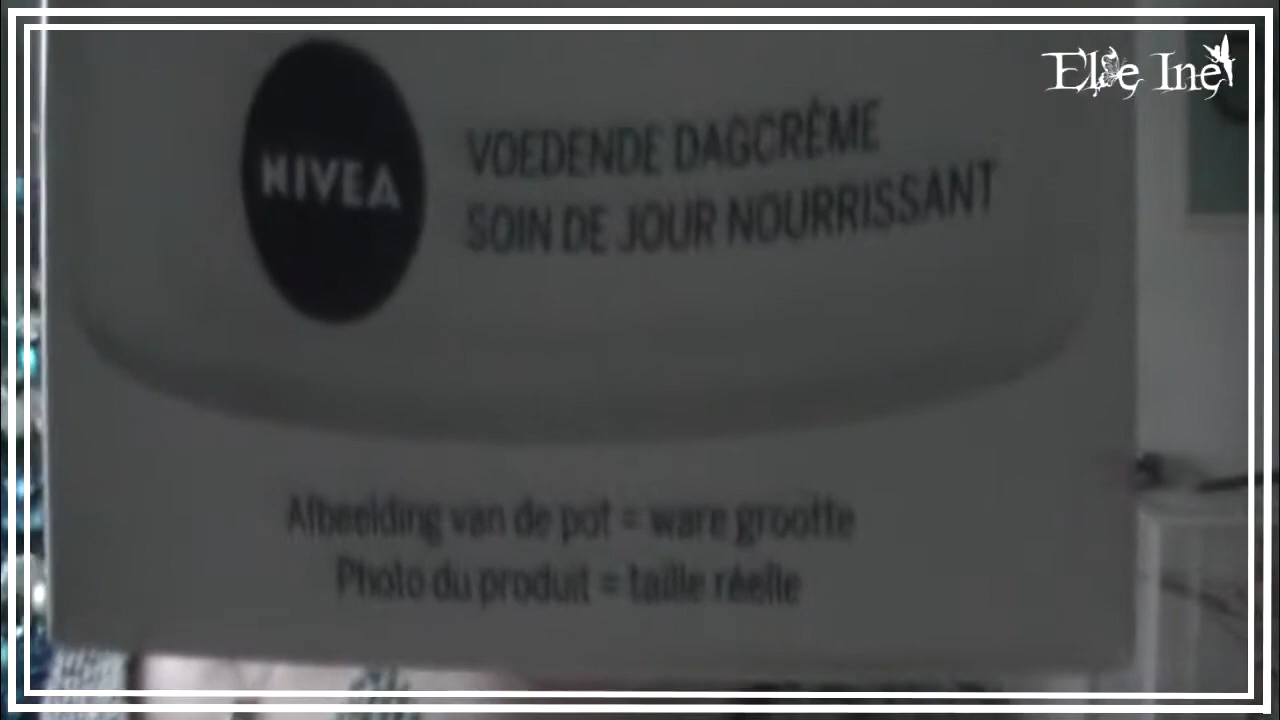 Else Ine
NIVEA
VOEDENDE DAGCRÈME
SOIN DE JOUR NOURRISSANT
Afbeelding van de pot = ware grootte
Photo du produit = taille réelle